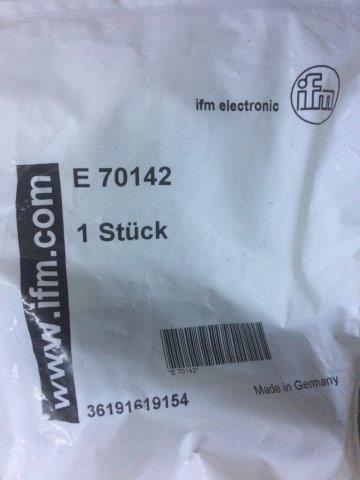 ifm electronic
ifm
E 70142
1 Stück
www.ifm.com
*E 70142*
Made in Germany
36191619154